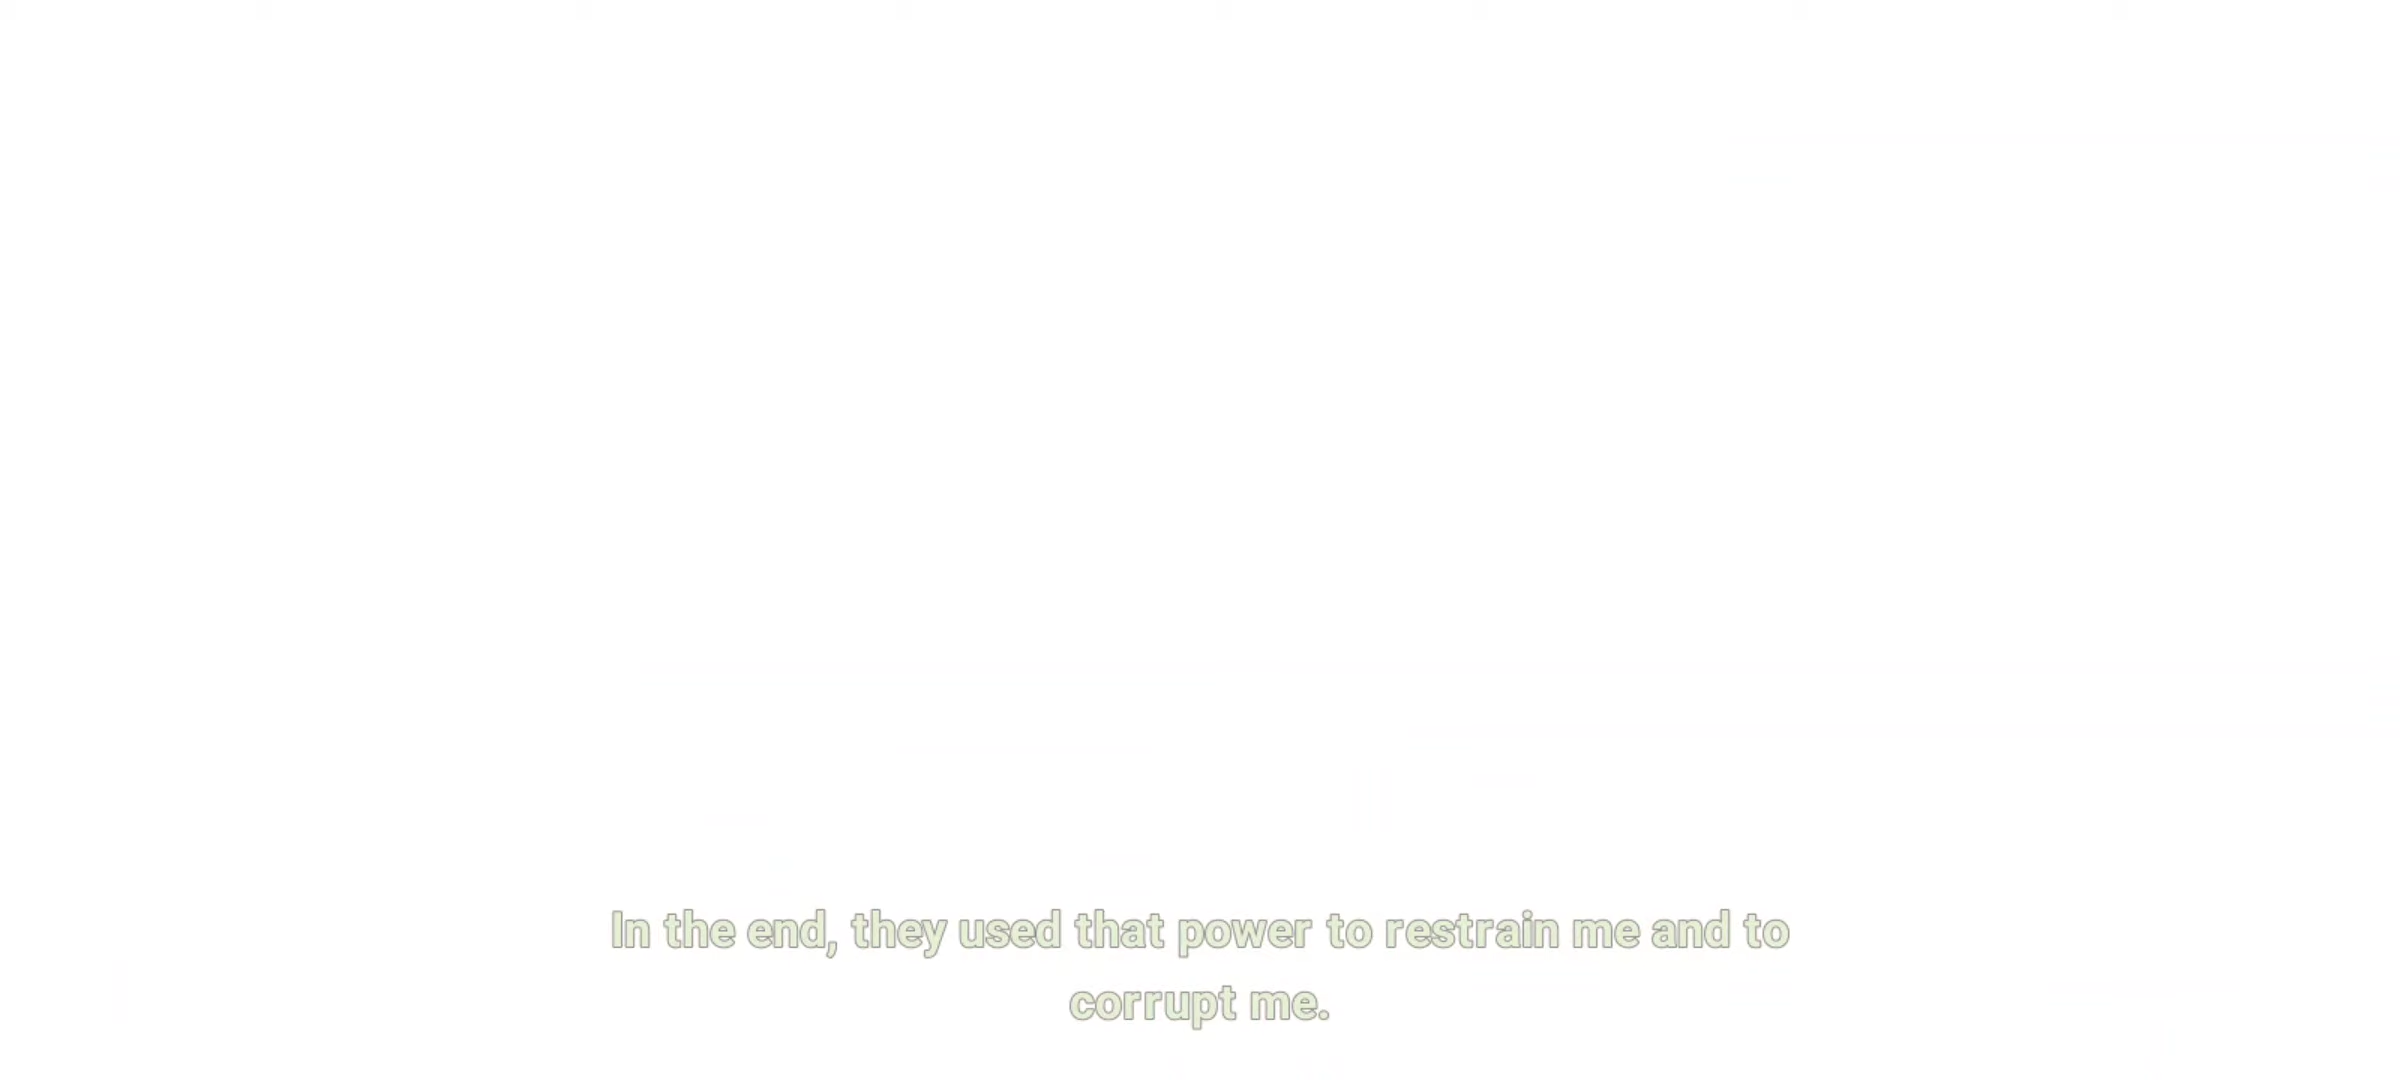 In the end, they used that power to restrain me and to
corrupt me.